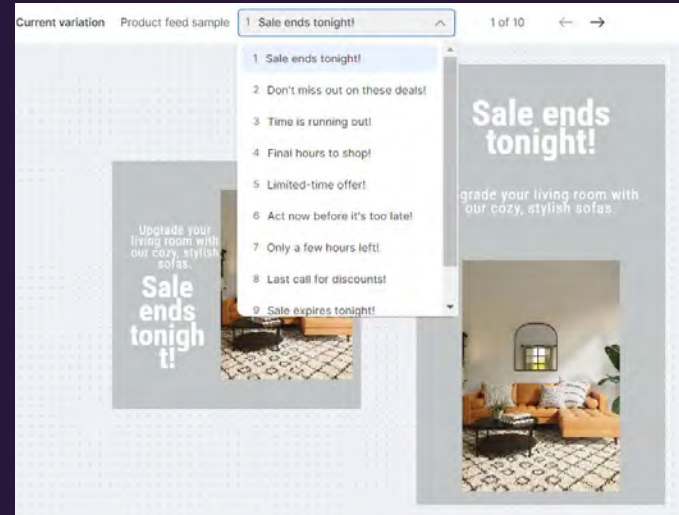 Current variation Product feed sample 1 Sale ends tonight! 1 of 10
1 Sale ends tonight!
2 Don't miss out on these deals!
3 Time is running out!
4 Final hours to shop!
5 Limited-time offer!
6 Act now before it's too late!
7 Only a few hours left!
8 Last call for discounts!
9 Sale expires tonight!
Upgrade your
living room with
our cozy, stylish
sofas.
Sale
ends
tonigh
t!
Sale ends
tonight!
grade your living room with
our cozy, stylish sofas.